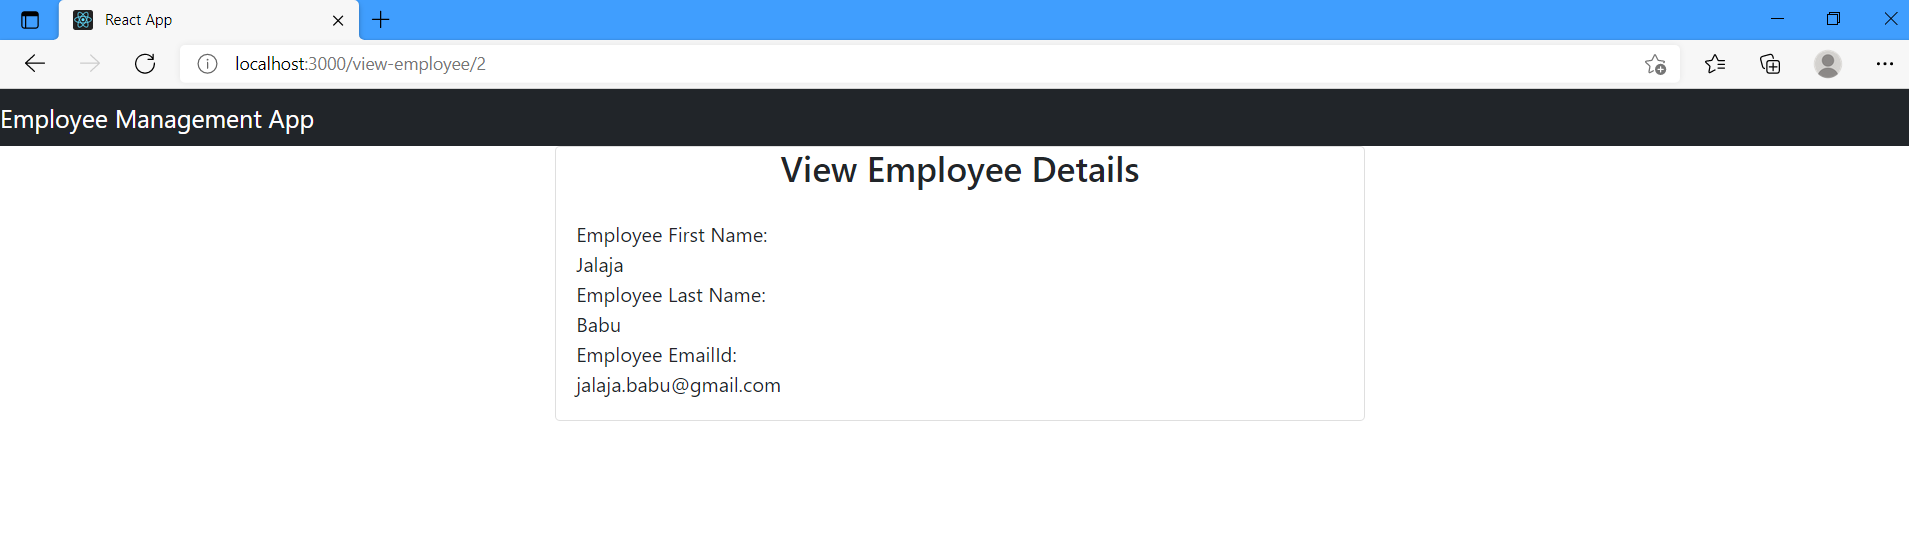 React App
localhost:3000/view-employee/2
Employee Management App
View Employee Details
Employee First Name:
Jalaja
Employee Last Name:
Babu
Employee EmailId:
jalaja.babu@gmail.com